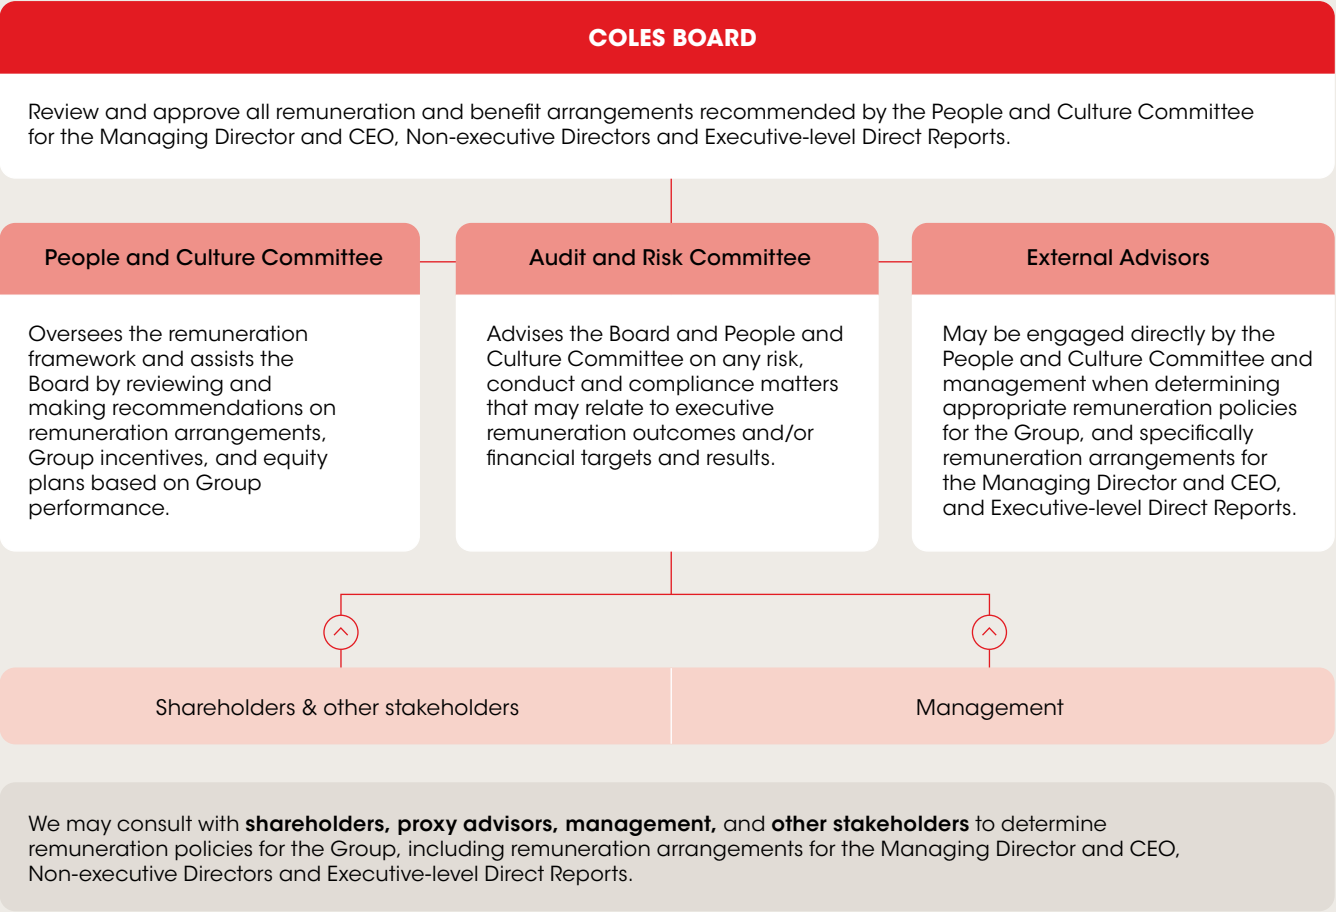 COLES BOARD
Review and approve all remuneration and benefit arrangements recommended by the People and Culture Committee
for the Managing Director and CEO, Non-executive Directors and Executive-level Direct Reports.
People and Culture Committee
Oversees the remuneration
framework and assists the
Board by reviewing and
making recommendations on
remuneration arrangements,
Group incentives, and equity
plans based on Group
performance.
Audit and Risk Committee
Advises the Board and People and
Culture Committee on any risk,
conduct and compliance matters
that may relate to executive
remuneration outcomes and/or
financial targets and results.
External Advisors
May be engaged directly by the
People and Culture Committee and
management when determining
appropriate remuneration policies
for the Group, and specifically
remuneration arrangements for
the Managing Director and CEO,
and Executive-level Direct Reports.
Shareholders & other stakeholders
Management
We may consult with shareholders, proxy advisors, management, and other stakeholders to determine
remuneration policies for the Group, including remuneration arrangements for the Managing Director and CEO,
Non-executive Directors and Executive-level Direct Reports.